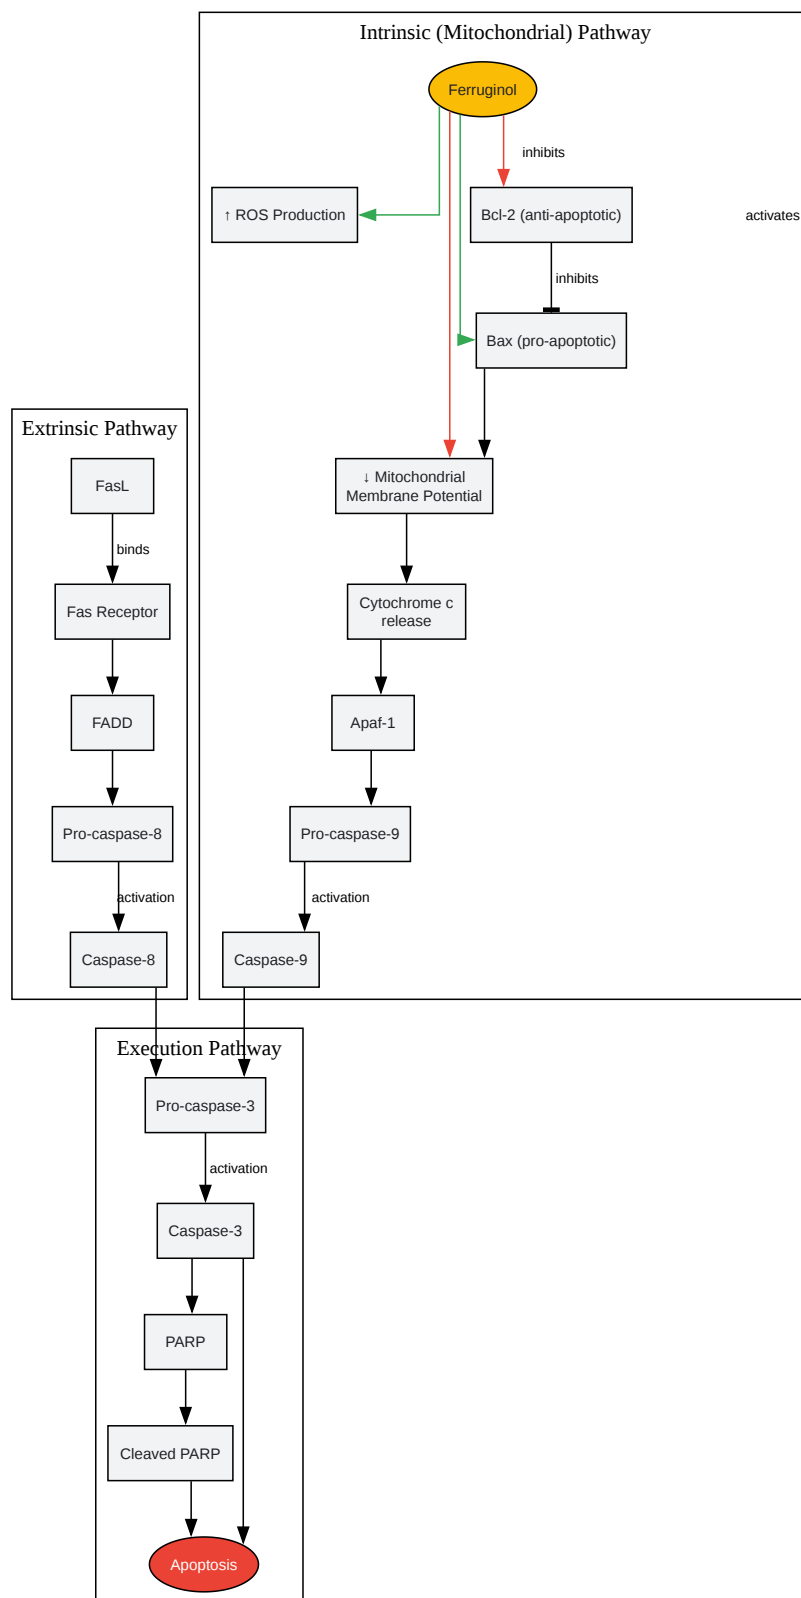 Intrinsic (Mitochondrial) Pathway
Ferruginol
inhibits
↑ ROS Production
Bcl-2 (anti-apoptotic)
activates
inhibits
Bax (pro-apoptotic)
Extrinsic Pathway
FasL
↓ Mitochondrial
Membrane Potential
binds
Fas Receptor
Cytochrome c
release
FADD
Apaf-1
Pro-caspase-8
Pro-caspase-9
activation
activation
Caspase-8
Caspase-9
Execution Pathway
Pro-caspase-3
activation
Caspase-3
PARP
Cleaved PARP
Apoptosis